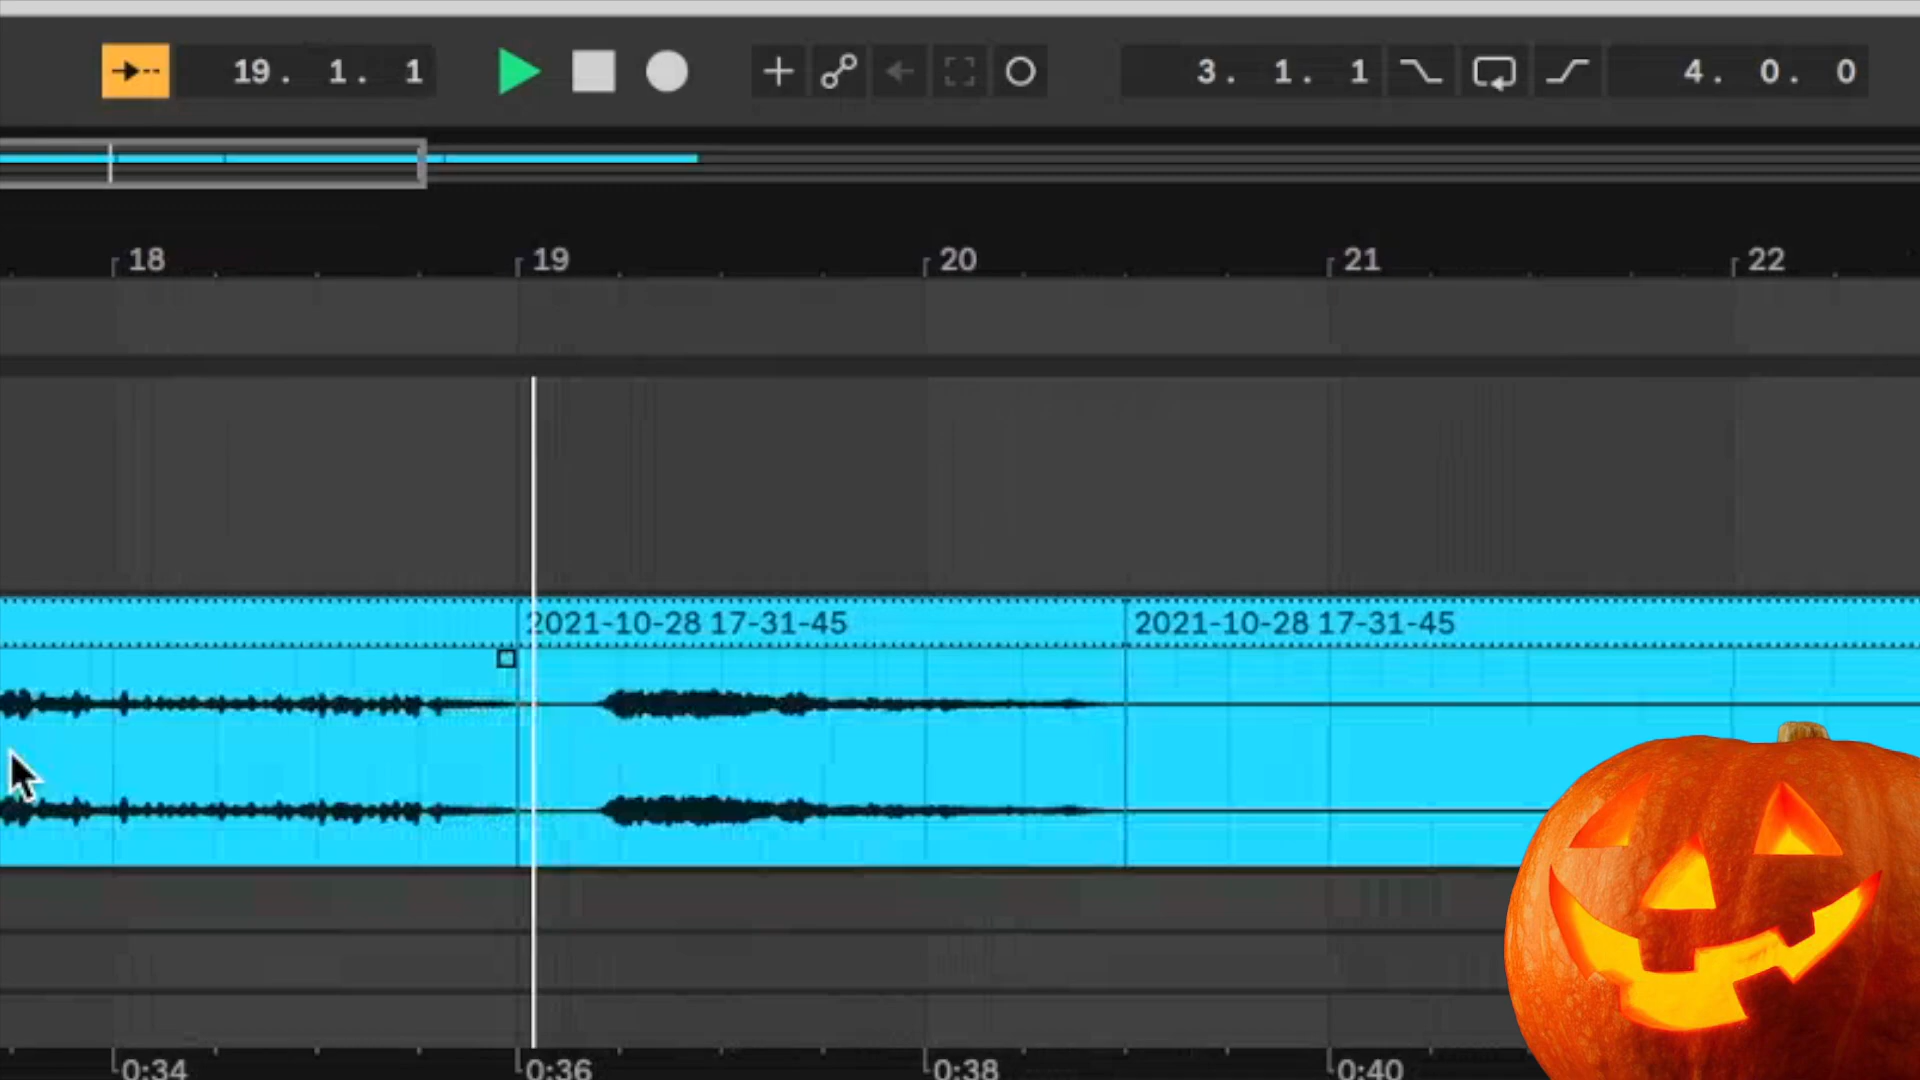 19. 1. 1
3. 1. 1
4. 0. 0
18 19 20 21 22
2021-10-28 17-31-45
2021-10-28 17-31-45
0:34 0:36 0:38 0:40